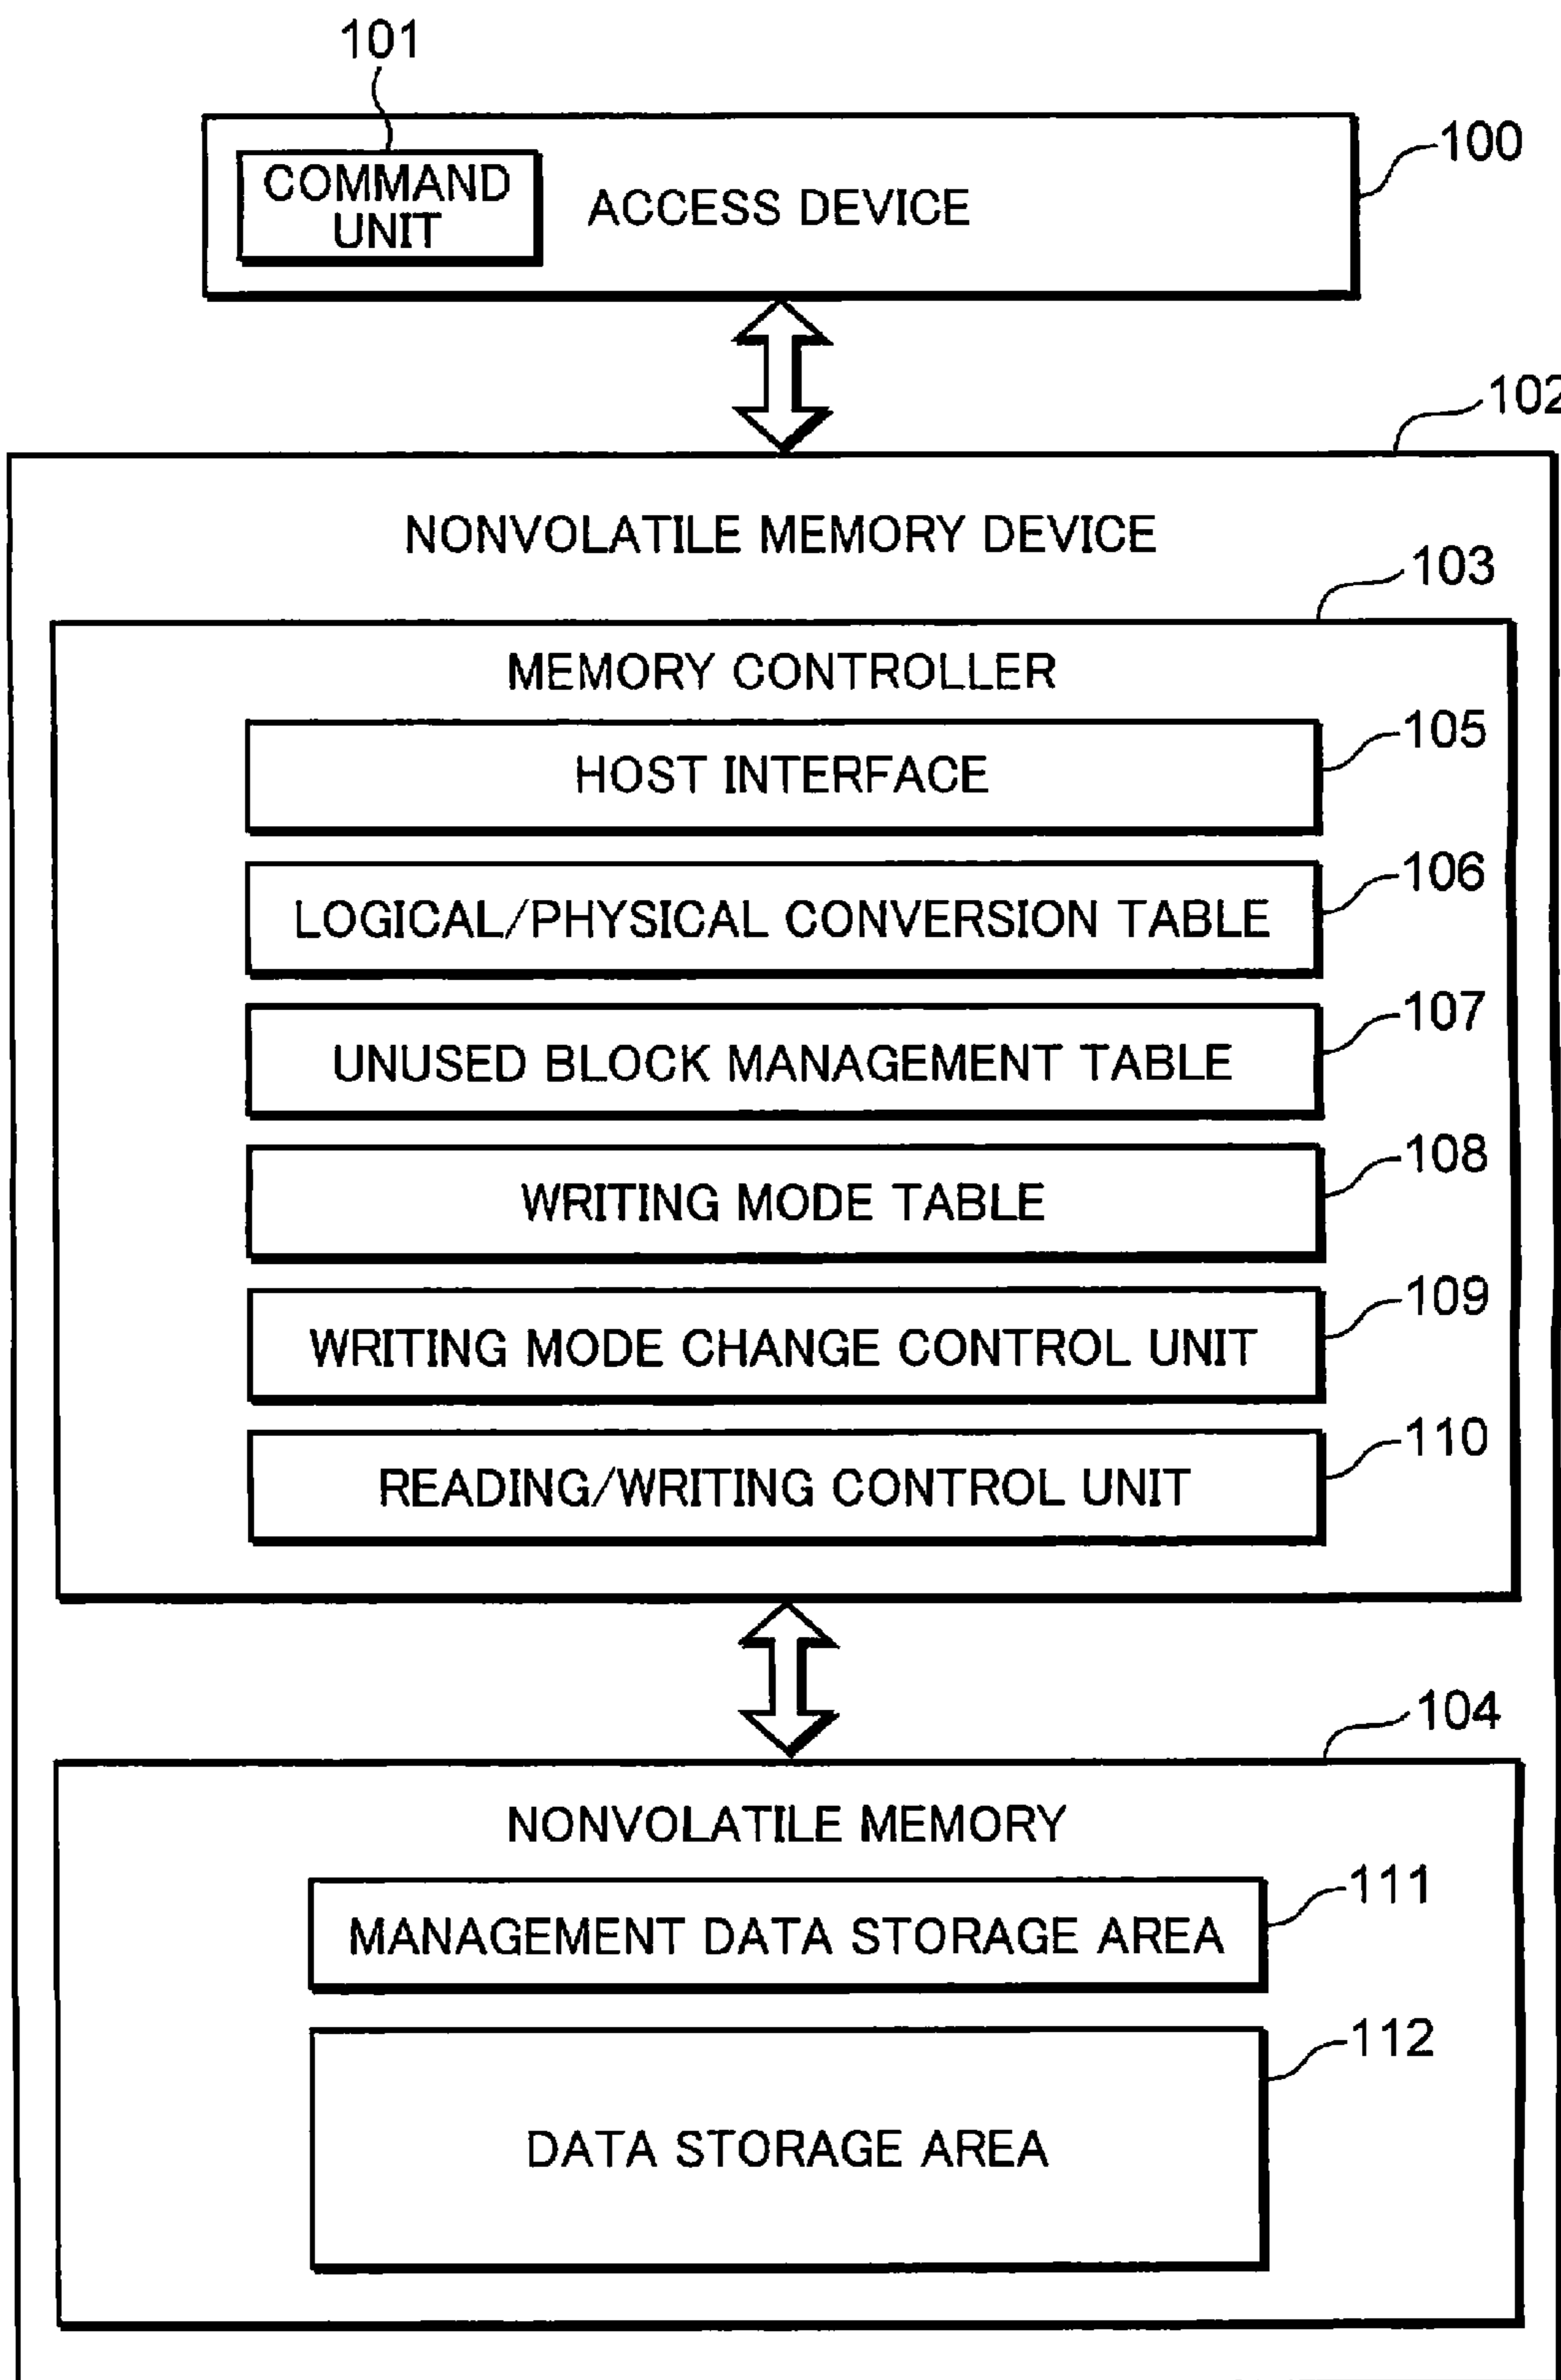 101
100
COMMAND
UNIT
ACCESS DEVICE
102
NONVOLATILE MEMORY DEVICE
103
MEMORY CONTROLLER
105
HOST INTERFACE
106
LOGICAL/PHYSICAL CONVERSION TABLE
107
UNUSED BLOCK MANAGEMENT TABLE
108
WRITING MODE TABLE
109
WRITING MODE CHANGE CONTROL UNIT
110
READING/WRITING CONTROL UNIT
104
NONVOLATILE MEMORY
111
MANAGEMENT DATA STORAGE AREA
112
DATA STORAGE AREA